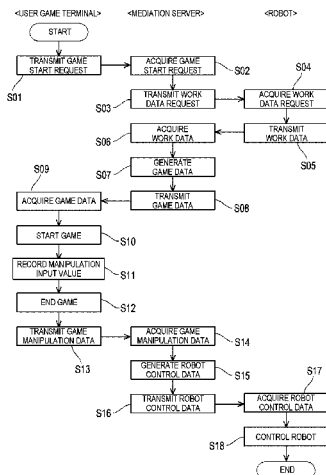 <USER GAME TERMINAL>
<MEDIATION SERVER>
<ROBOT>
START
TRANSMIT GAME
START REQUEST
S01
ACQUIRE GAME
START REQUEST
S02
TRANSMIT WORK
DATA REQUEST
S03
S04
ACQUIRE WORK
DATA REQUEST
TRANSMIT
WORK DATA
S05
ACQUIRE
WORK DATA
S06
GENERATE
GAME DATA
S07
TRANSMIT
GAME DATA
S08
S09
ACQUIRE GAME DATA
START GAME
S10
RECORD MANIPULATION
INPUT VALUE
S11
END GAME
S12
TRANSMIT GAME
MANIPULATION DATA
S13
ACQUIRE GAME
MANIPULATION DATA
S14
GENERATE ROBOT
CONTROL DATA
S15
TRANSMIT ROBOT
CONTROL DATA
S16
S17
ACQUIRE ROBOT
CONTROL DATA
CONTROL ROBOT
S18
END